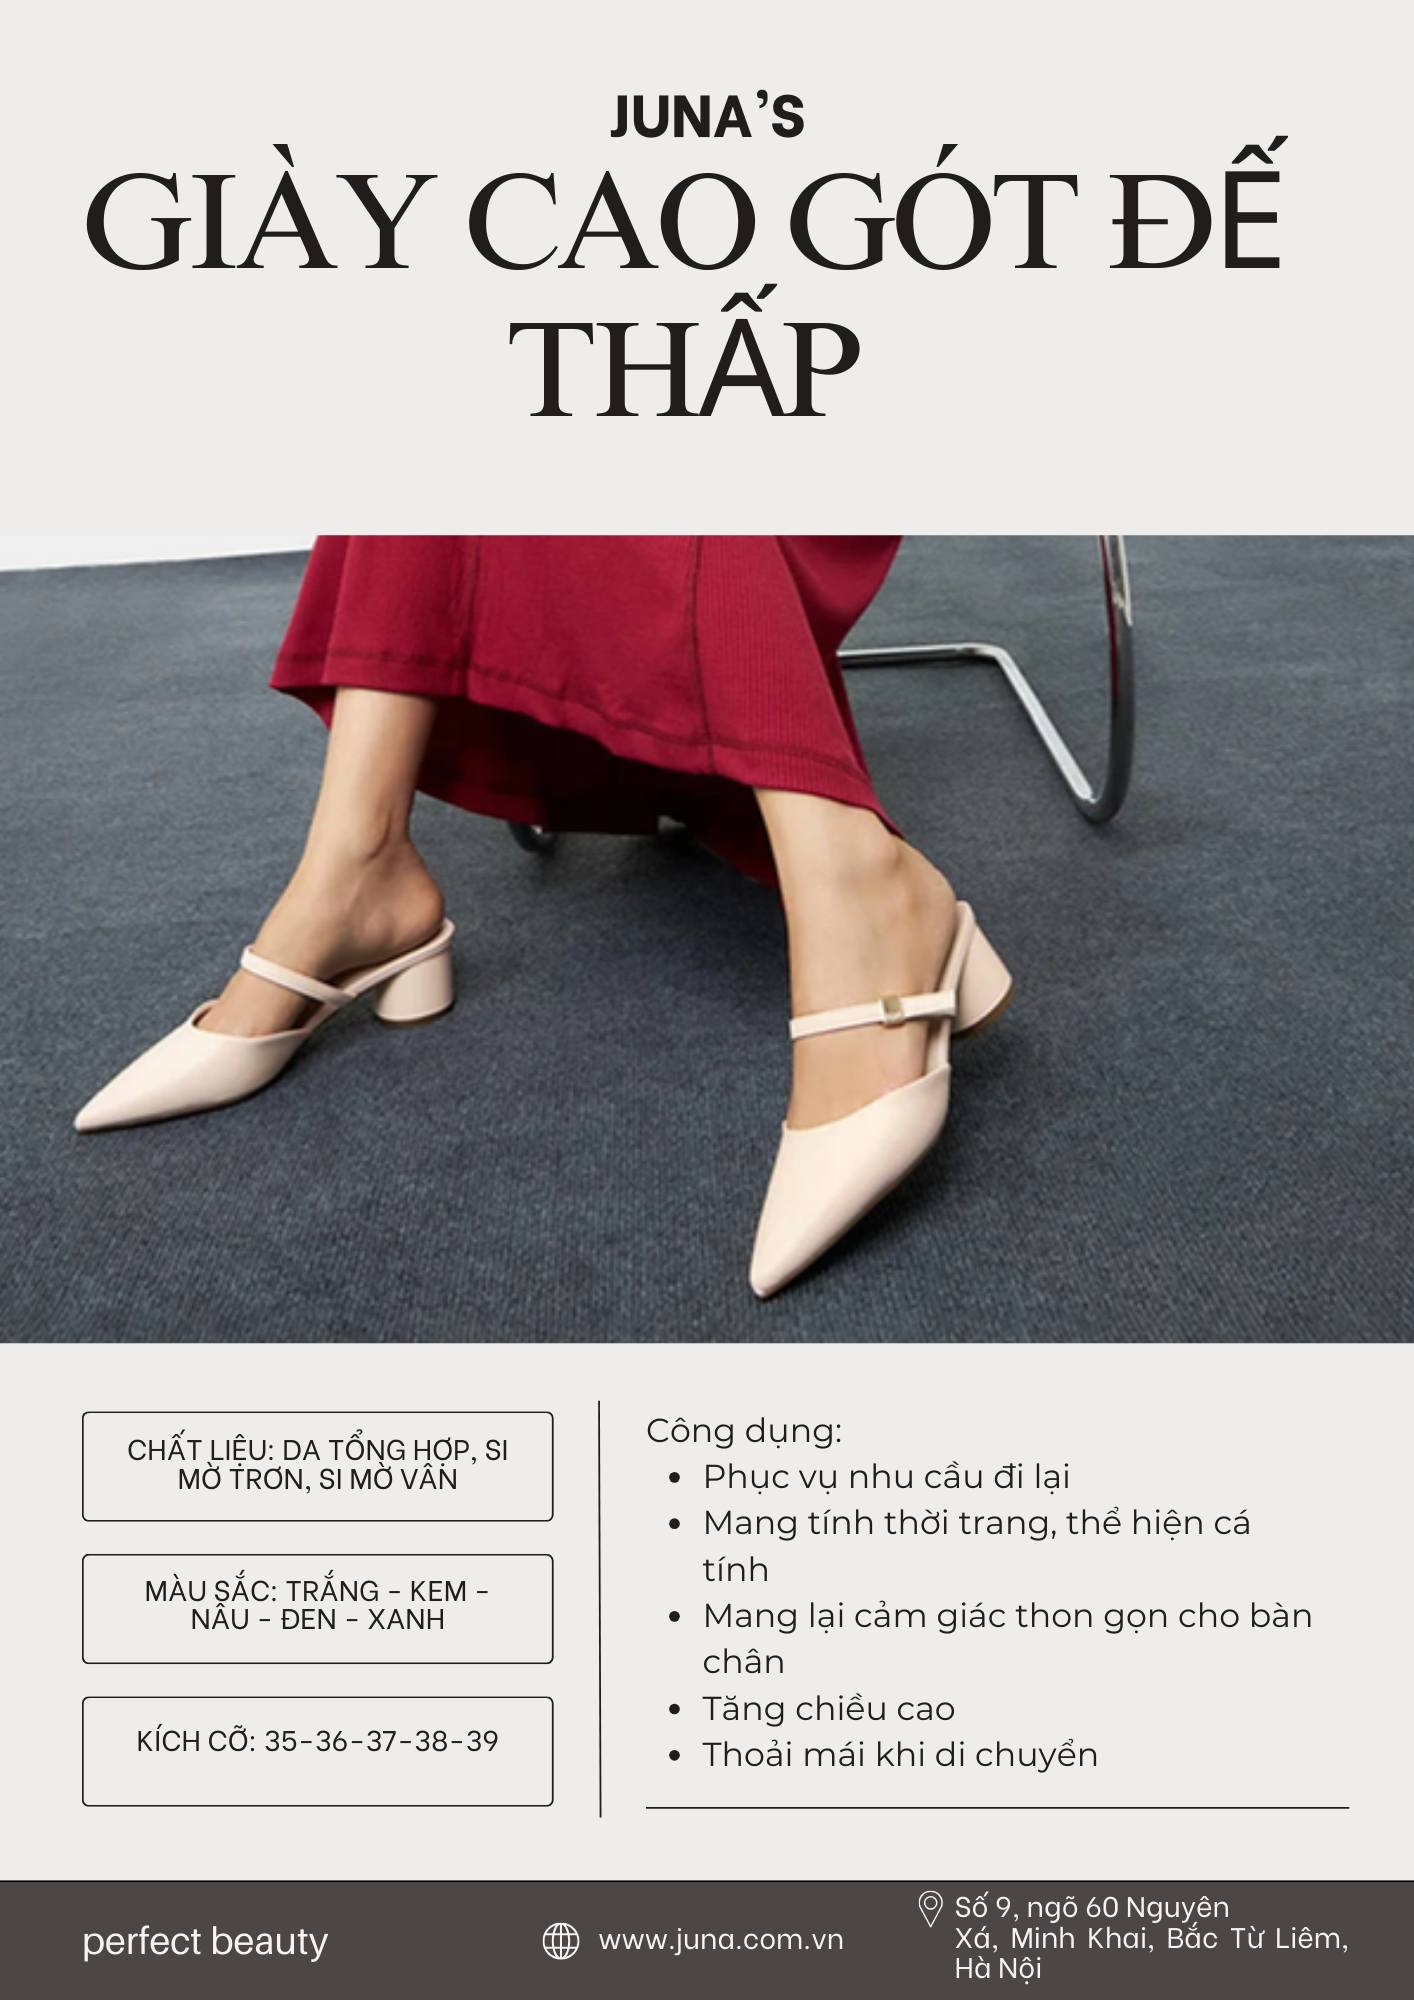 JUNA’S
GIÀY CAO GÓT ĐẾ
THẤP
CHẤT LIỆU: DA TỔNG HỢP, SI
MỜ TRƠN, SI MỜ VÂN
MÀU SẮC: TRẮNG - KEM -
NÂU - ĐEN - XANH
KÍCH CỠ: 35-36-37-38-39
Công dụng:
• Phục vụ nhu cầu đi lại
• Mang tính thời trang, thể hiện cá
tính
• Mang lại cảm giác thon gọn cho bàn
chân
• Tăng chiều cao
• Thoải mái khi di chuyển
perfect beauty
www.juna.com.vn
Số 9, ngõ 60 Nguyên
Xá, Minh Khai, Bắc Từ Liêm,
Hà Nội